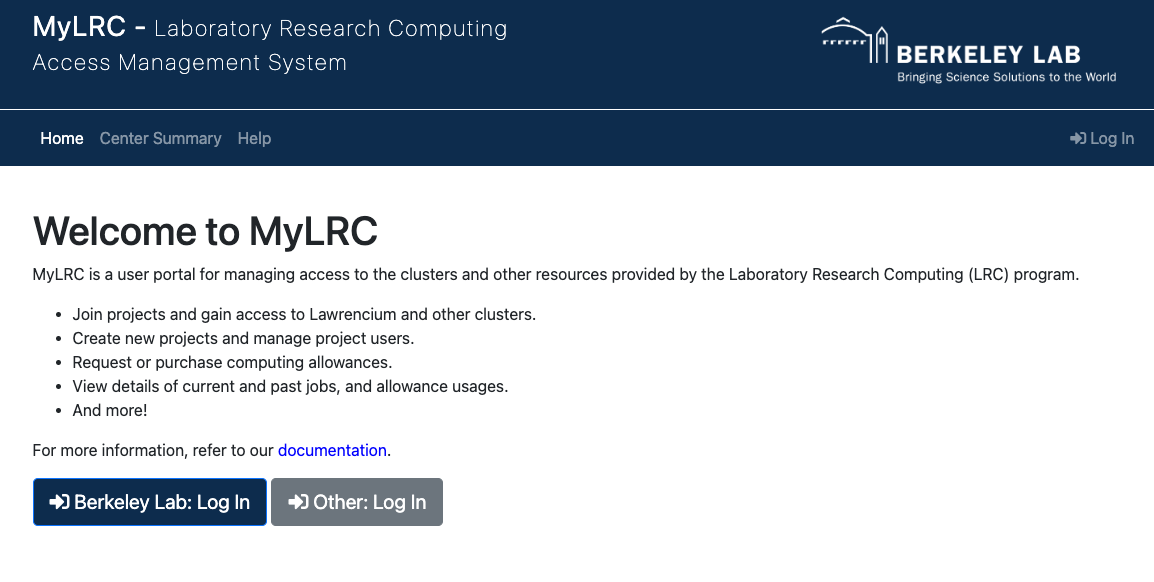 MyLRC - Laboratory Research Computing
Access Management System
BERKELEY LAB
Bringing Science Solutions to the World
Home Center Summary Help Log In
Welcome to MyLRC
MyLRC is a user portal for managing access to the clusters and other resources provided by the Laboratory Research Computing (LRC) program.
• Join projects and gain access to Lawrencium and other clusters.
• Create new projects and manage project users.
• Request or purchase computing allowances.
• View details of current and past jobs, and allowance usages.
• And more!
For more information, refer to our documentation.
Berkeley Lab: Log In Other: Log In